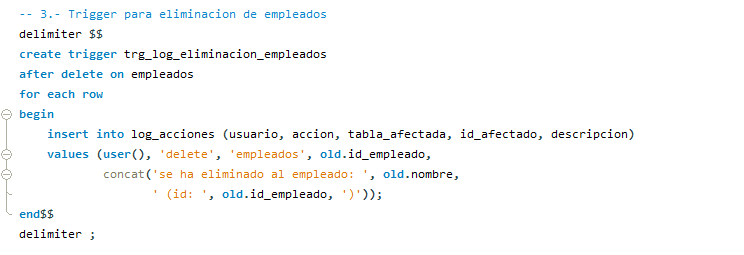 -- 3.- Trigger para eliminacion de empleados
delimiter $$
create trigger trg_log_eliminacion_empleados
after delete on empleados
for each row
begin
    insert into log_acciones (usuario, accion, tabla_afectada, id_afectado, descripcion)
    values (user(), 'delete', 'empleados', old.id_empleado,
            concat('se ha eliminado al empleado: ', old.nombre,
                   ' (id: ', old.id_empleado, ')'));
end$$
delimiter ;